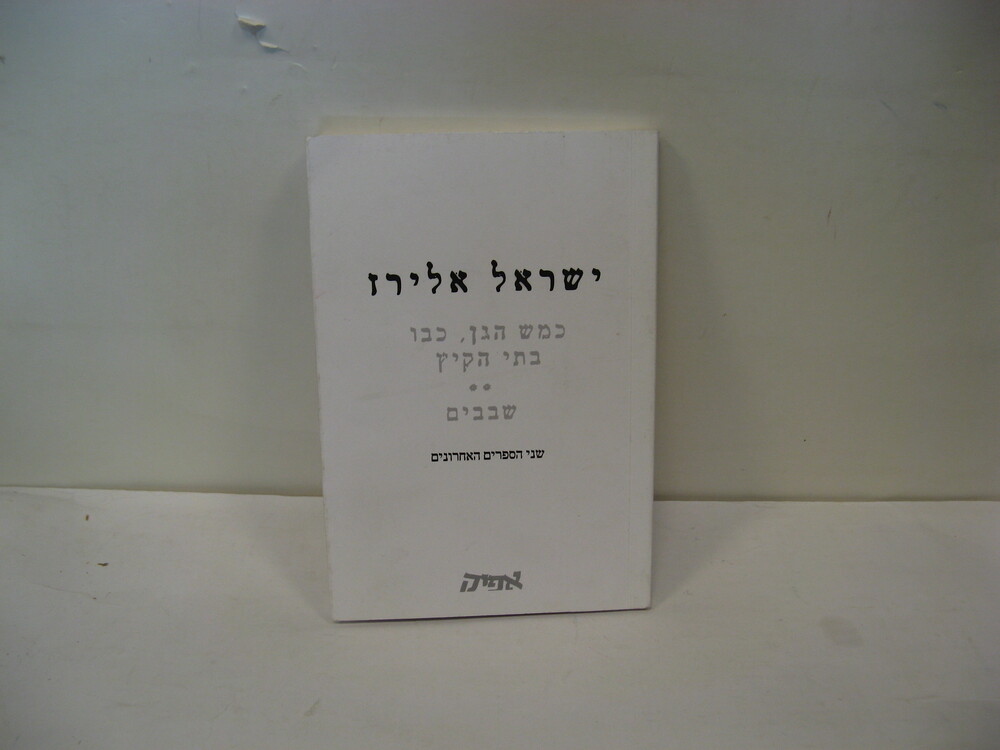 ישראל אלירז
כמש הגן, כבו
בתי הקיץ
••
שבבים
שני הספרים האחרונים
אפיק